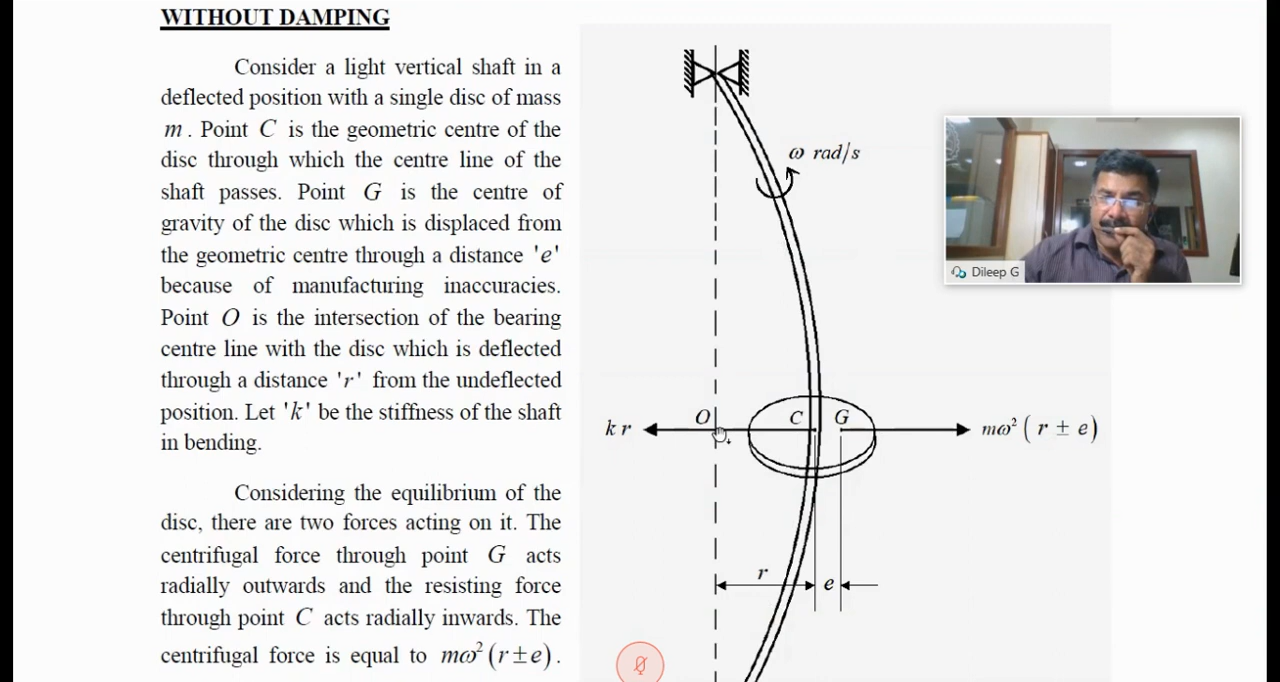 WITHOUT DAMPING
Consider a light vertical shaft in a
deflected position with a single disc of mass
m . Point C is the geometric centre of the
disc through which the centre line of the
shaft passes. Point G is the centre of
gravity of the disc which is displaced from
the geometric centre through a distance 'e'
because of manufacturing inaccuracies.
Point O is the intersection of the bearing
centre line with the disc which is deflected
through a distance 'r' from the undeflected
position. Let 'k' be the stiffness of the shaft
in bending.
Considering the equilibrium of the
disc, there are two forces acting on it. The
centrifugal force through point G acts
radially outwards and the resisting force
through point C acts radially inwards. The
centrifugal force is equal to mω² (r±e) .
ω rad/s
k r
O
C
G
mω² ( r ± e )
r
e
Dileep G